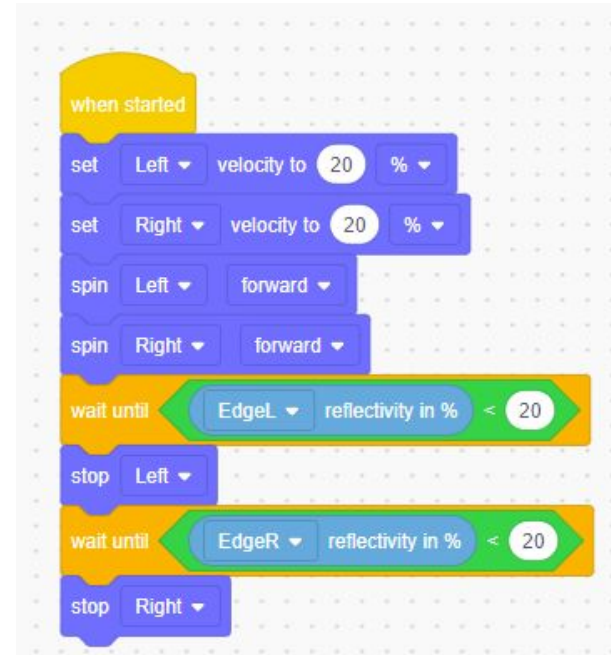 when started
set Left velocity to 20 %
set Right velocity to 20 %
spin Left forward
spin Right forward
wait until EdgeL reflectivity in % < 20
stop Left
wait until EdgeR reflectivity in % < 20
stop Right